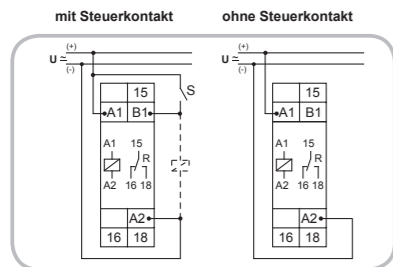 mit Steuerkontakt ohne Steuerkontakt
(+) (+)
U ≃ U ≃
(-) (-)
15 S 15
A1 B1 A1 B1
A1 15 A1 15
R R
A2 16 18 A2 16 18
A2 A2
16 18 16 18